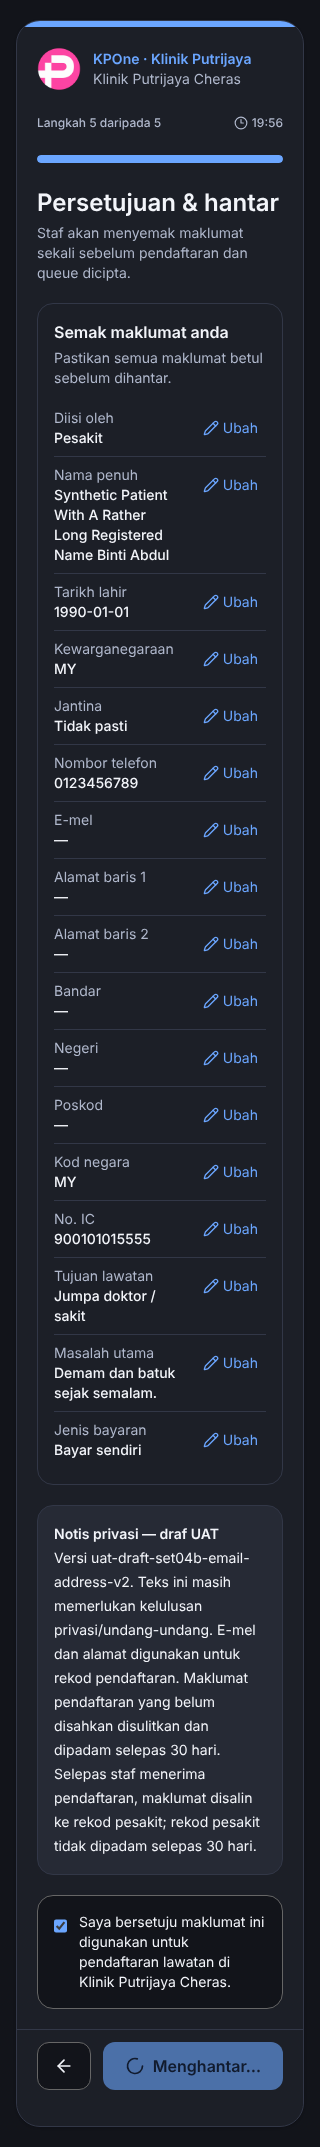 KPOne · Klinik Putrijaya
Klinik Putrijaya Cheras
Langkah 5 daripada 5
19:56
Persetujuan & hantar
Staf akan menyemak maklumat
sekali sebelum pendaftaran dan
queue dicipta.
Semak maklumat anda
Pastikan semua maklumat betul
sebelum dihantar.
Diisi oleh
Ubah
Pesakit
Nama penuh
Ubah
Synthetic Patient
With A Rather
Long Registered
Name Binti Abdul
Tarikh lahir
Ubah
1990-01-01
Kewarganegaraan
Ubah
MY
Jantina
Ubah
Tidak pasti
Nombor telefon
Ubah
0123456789
E-mel
Ubah
—
Alamat baris 1
Ubah
—
Alamat baris 2
Ubah
—
Bandar
Ubah
—
Negeri
Ubah
—
Poskod
Ubah
—
Kod negara
Ubah
MY
No. IC
Ubah
900101015555
Tujuan lawatan
Ubah
Jumpa doktor /
sakit
Masalah utama
Ubah
Demam dan batuk
sejak semalam.
Jenis bayaran
Ubah
Bayar sendiri
Notis privasi — draf UAT
Versi uat-draft-set04b-email-
address-v2. Teks ini masih
memerlukan kelulusan
privasi/undang-undang. E-mel
dan alamat digunakan untuk
rekod pendaftaran. Maklumat
pendaftaran yang belum
disahkan disulitkan dan
dipadam selepas 30 hari.
Selepas staf menerima
pendaftaran, maklumat disalin
ke rekod pesakit; rekod pesakit
tidak dipadam selepas 30 hari.
Saya bersetuju maklumat ini
digunakan untuk
pendaftaran lawatan di
Klinik Putrijaya Cheras.
Menghantar...